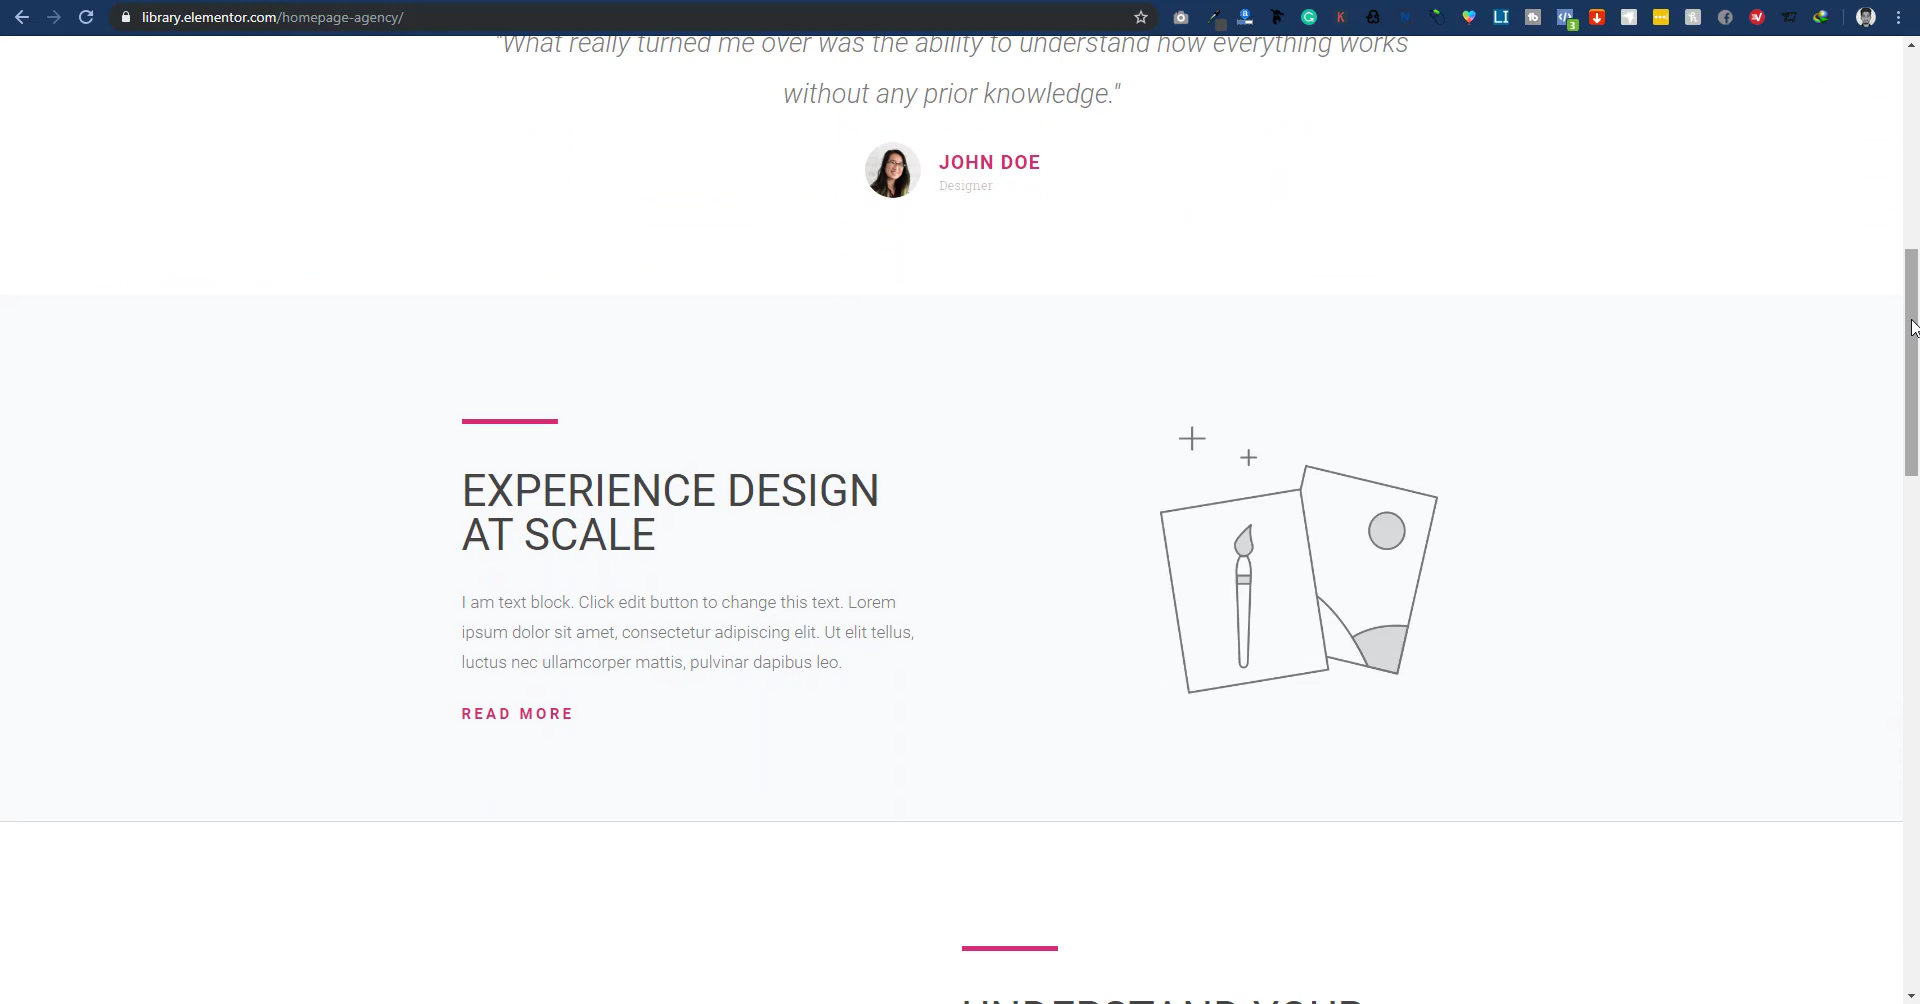 library.elementor.com/homepage-agency/
"What really turned me over was the ability to understand how everything works
without any prior knowledge."
JOHN DOE
Designer
EXPERIENCE DESIGN
AT SCALE
I am text block. Click edit button to change this text. Lorem
ipsum dolor sit amet, consectetur adipiscing elit. Ut elit tellus,
luctus nec ullamcorper mattis, pulvinar dapibus leo.
READ MORE
UNDERSTAND YOUR